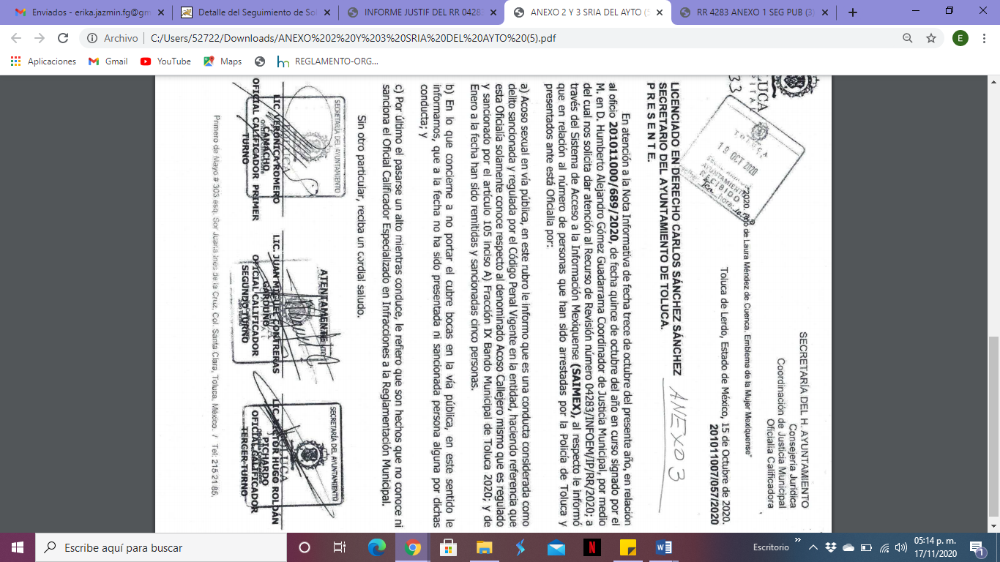 Enviados - erika.jazmin.fg@gm
Detalle del Seguimiento de So
INFORME JUSTIF DEL RR 04283
ANEXO 2 Y 3 SRIA DEL AYTO (5
RR 4283 ANEXO 1 SEG PUB (3)
Archivo
C:/Users/52722/Downloads/ANEXO%202%20Y%203%20SRIA%20DEL%20AYTO%20(5).pdf
E
Aplicaciones
Gmail
YouTube
Maps
REGLAMENTO-ORG...
SECRETARÍA DEL H. AYUNTAMIENTO
Consejería Jurídica
Coordinación de Justicia Municipal
Oficialía Calificadora
LUCA
33
TOLUCA
19 OCT 2020
AYUNTAMIENTO
RECIBIDO
hora:
"2020. Año de Laura Méndez de Cuenca. Emblema de la Mujer Mexiquense"
Toluca de Lerdo, Estado de México, 15 de Octubre de 2020.
201011007/057/2020
ANEXO 3
LICENCIADO EN DERECHO CARLOS SÁNCHEZ SÁNCHEZ
SECRETARIO DEL AYUNTAMIENTO DE TOLUCA.
P R E S E N T E.
En atención a la Nota Informativa de fecha trece de octubre del presente año, en relación
al oficio 201011000/689/2020, de fecha quince de octubre del año en curso signado por el
M. en D. Humberto Alejandro Gómez Guadarrama Coordinador de Justicia Municipal, por medio
del cual nos solicita dar atención al Recurso de Revisión número 04283/INFOEM/IP/RR/2020; a
través del Sistema de Acceso a la Información Mexiquense (SAIMEX), al respecto le informó
que en relación al número de personas que han sido arrestadas por la Policía de Toluca y
presentados ante está Oficialia por:
a) Acoso sexual en vía pública, en este rubro le informo que es una conducta considerada como
delito sancionada y regulada por el Código Penal Vigente en la entidad, haciendo referencia que
esta Oficialía solamente conoce respecto al denominado Acoso Callejero mismo que es regulado
y sancionado por el artículo 105 inciso A) Fracción IX Bando Municipal de Toluca 2020; y de
Enero a la fecha han sido remitidas y sancionadas cinco personas.
b) En lo que concierne a no portar el cubre bocas en la vía pública, en este sentido le
informamos, que a la fecha no ha sido presentada ni sancionada persona alguna por dichas
conducta; y
c) Por último el pasarse un alto mientras conduce, le refiero que son hechos que no conoce ni
sanciona el Oficial Calificador Especializado en Infracciones a la Reglamentación Municipal.
Sin otro particular, reciba un cordial saludo.
ATENTAMENTE
SECRETARÍA DEL AYUNTAMIENTO
LIC. VERÓNICA ROMERO
CAMACHO
OFICIAL CALIFICADOR PRIMER
TURNO
LIC. JUAN MIGUEL CONTRERAS
GARDUÑO
OFICIAL CALIFICADOR
SEGUNDO TURNO
SECRETARÍA DEL AYUNTAMIENTO
LIC. VICTOR HUGO ROLDÁN
PICHARDO
OFICIAL CALIFICADOR
TERCER TURNO
Primero de Mayo # 303 esq. Sor Juana Ines de la Cruz, Col. Santa Clara, Toluca, México. / Tel: 215 21 85.
Escribe aquí para buscar
Escritorio
05:14 p. m.
17/11/2020
1